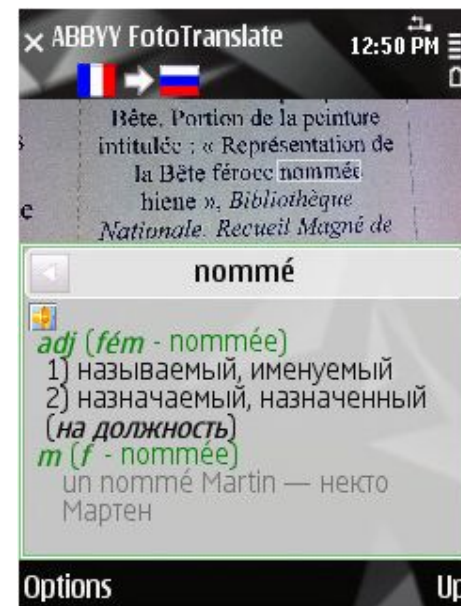 ABBYY FotoTranslate
12:50 PM
Bête. Portion de la peinture
s intitulée : « Représentation de
la Bête féroce nommée
e hiene », Bibliothèque
Nationale. Recueil Magné de
nommé
adj (fém - nommée)
1) называемый, именуемый
2) назначаемый, назначенный
(на должность)
m (f - nommée)
un nommé Martin — некто
Мартен
Options Up